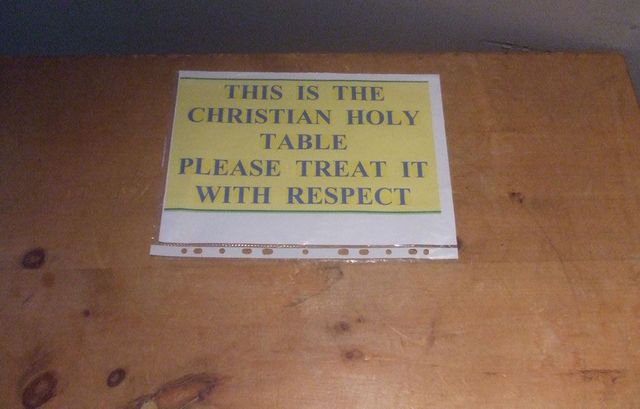 THIS IS THE
CHRISTIAN HOLY
TABLE
PLEASE TREAT IT
WITH RESPECT